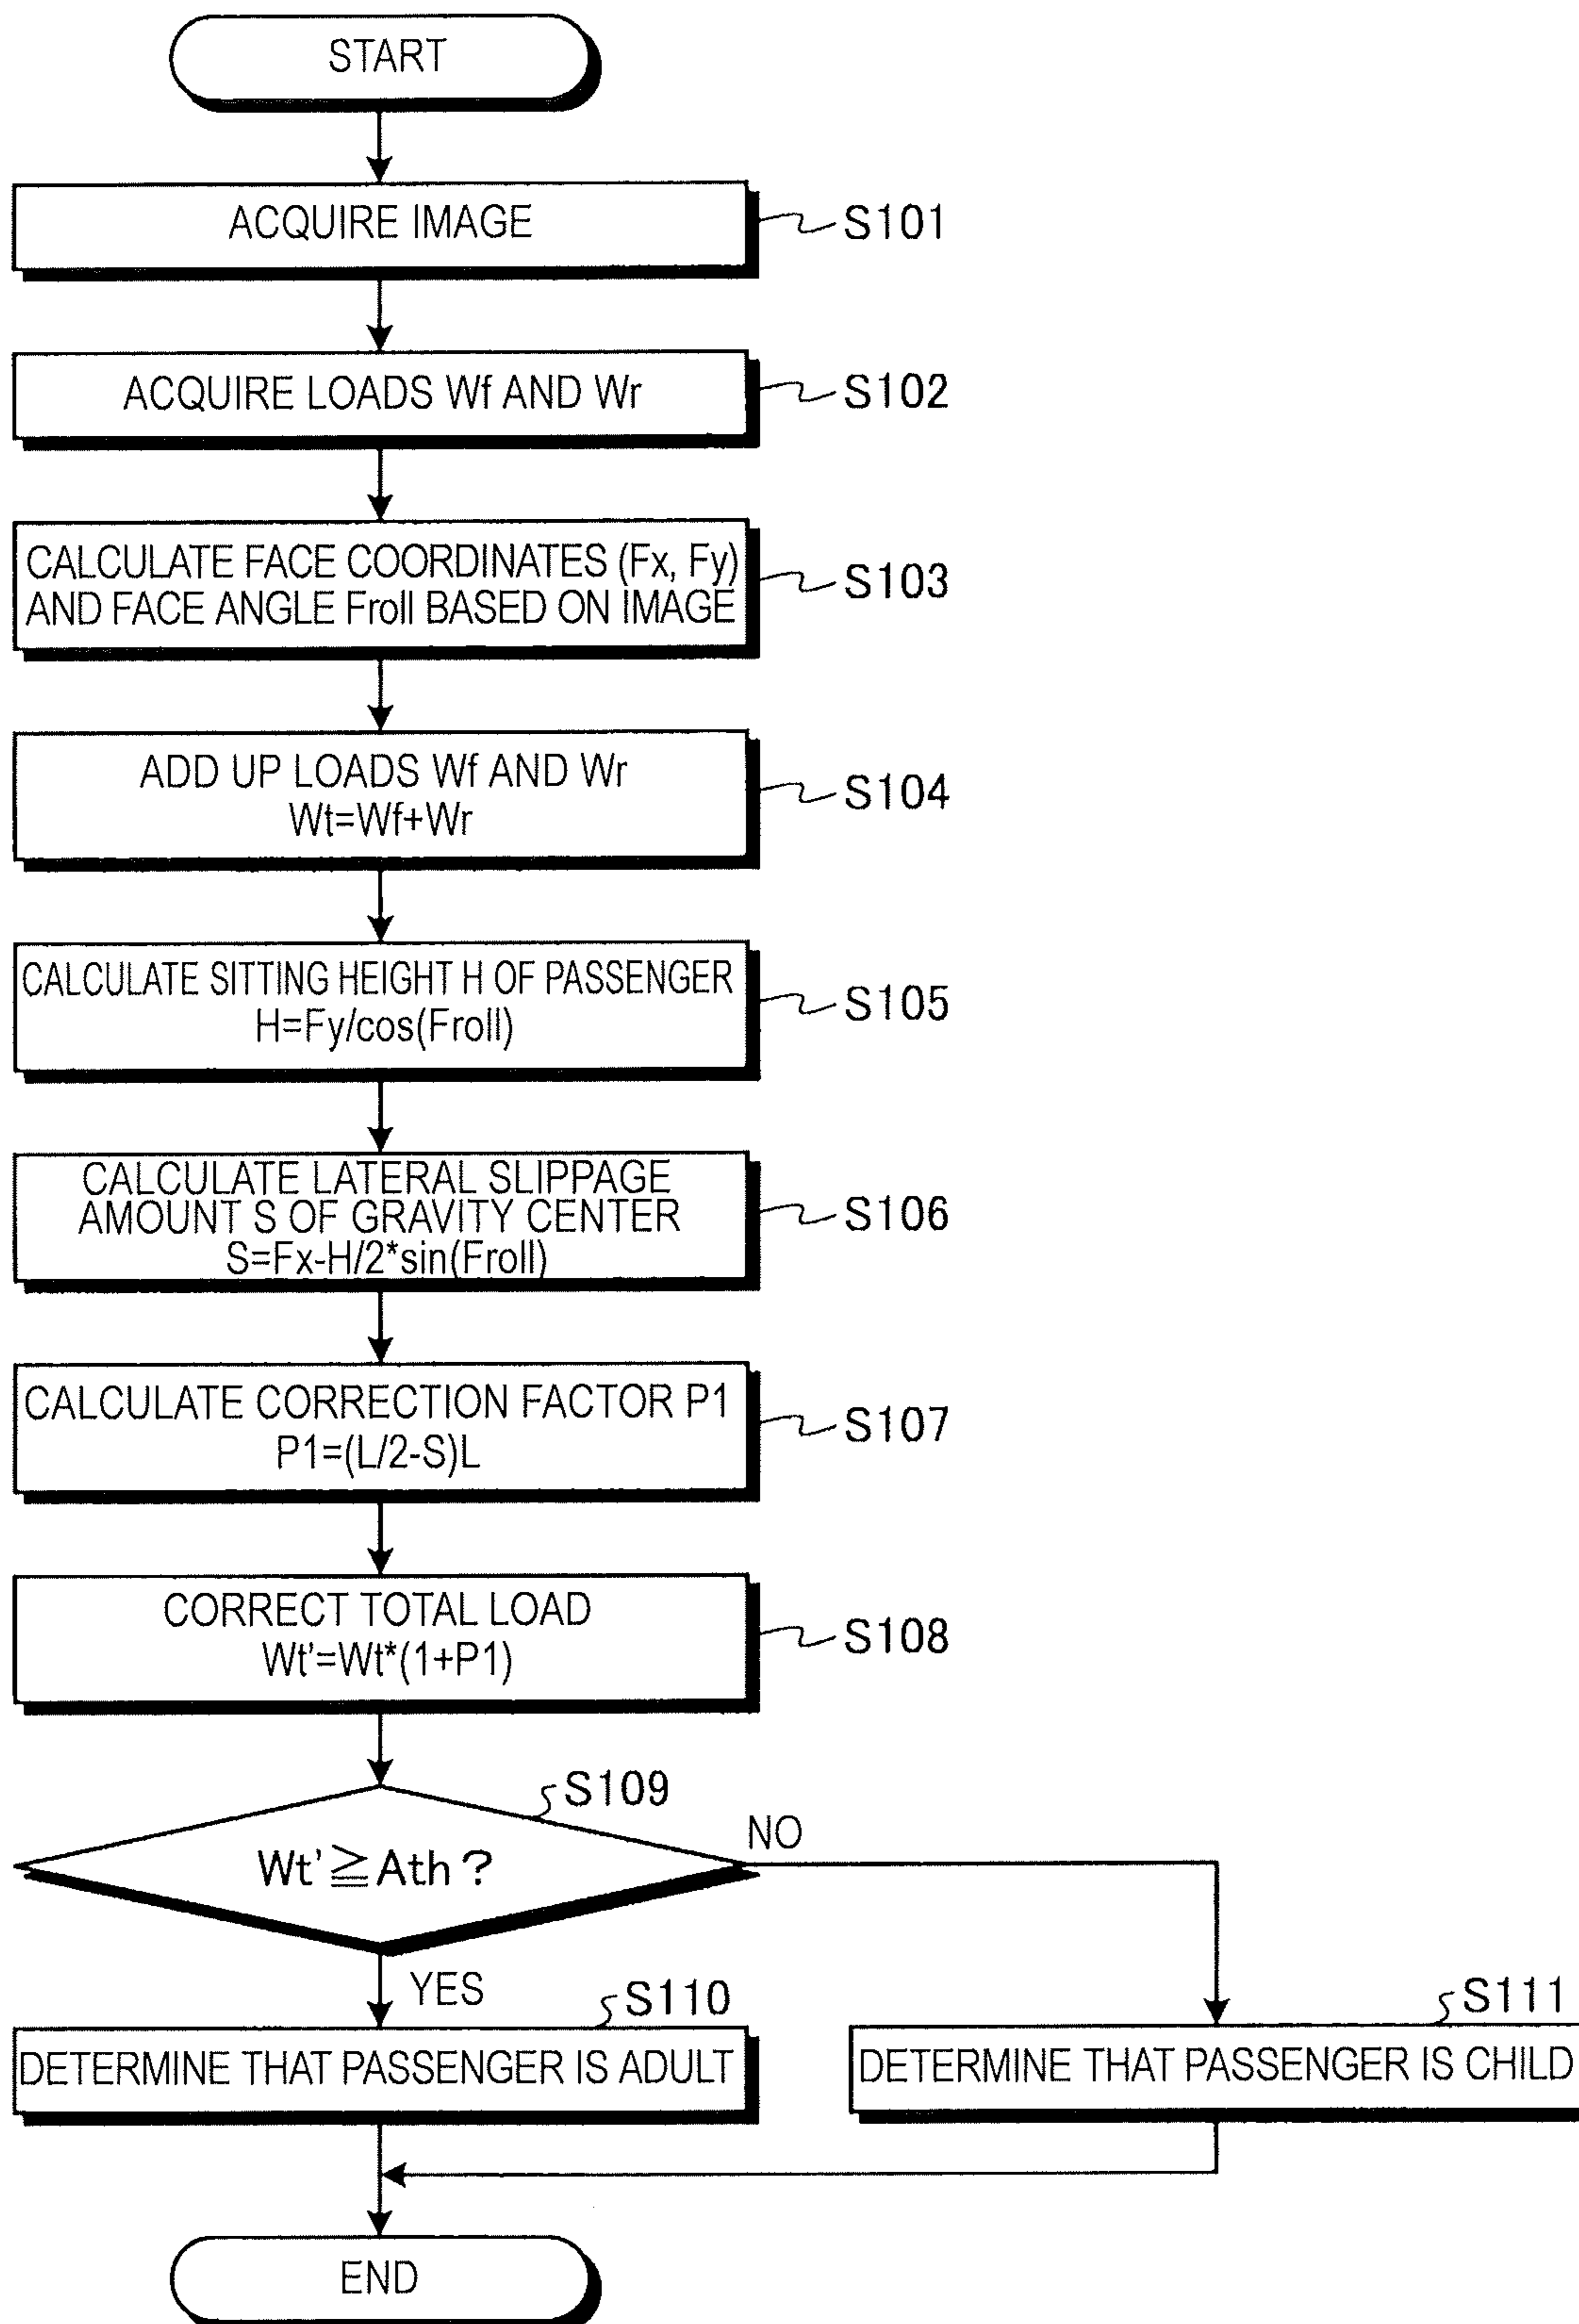 START
ACQUIRE IMAGE
S101
ACQUIRE LOADS Wf AND Wr
S102
CALCULATE FACE COORDINATES (Fx, Fy)
AND FACE ANGLE Froll BASED ON IMAGE
S103
ADD UP LOADS Wf AND Wr
Wt=Wf+Wr
S104
CALCULATE SITTING HEIGHT H OF PASSENGER
H=Fy/cos(Froll)
S105
CALCULATE LATERAL SLIPPAGE
AMOUNT S OF GRAVITY CENTER
S=Fx-H/2*sin(Froll)
S106
CALCULATE CORRECTION FACTOR P1
P1=(L/2-S)L
S107
CORRECT TOTAL LOAD
Wt'=Wt*(1+P1)
S108
S109
Wt'≧Ath?
NO
YES
S110
DETERMINE THAT PASSENGER IS ADULT
S111
DETERMINE THAT PASSENGER IS CHILD
END